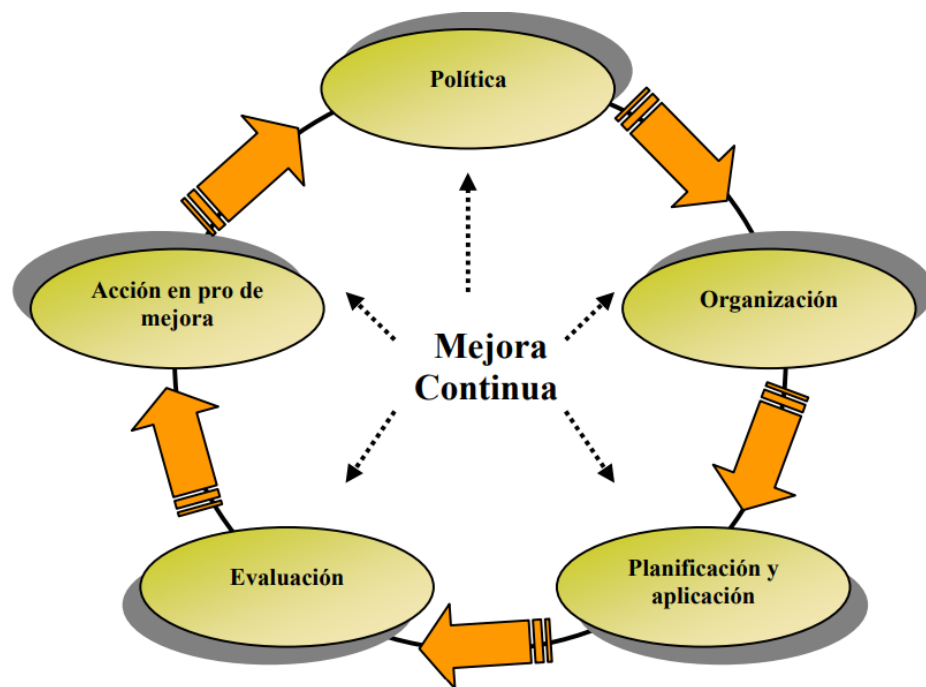 Política
Organización
Planificación y
aplicación
Evaluación
Acción en pro de
mejora
Mejora
Continua